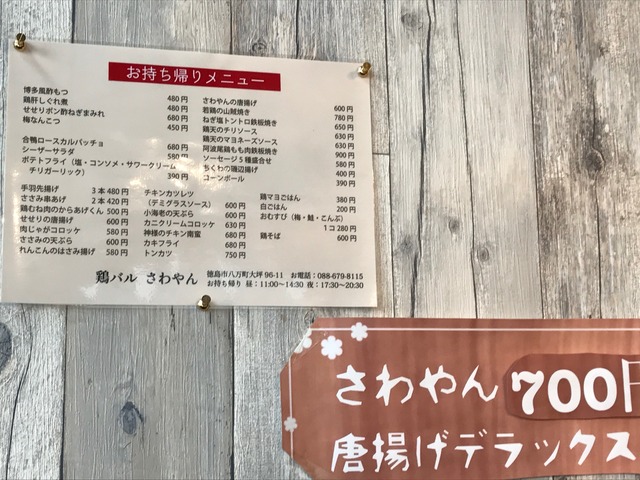 お持ち帰りメニュー
博多風酢もつ 480円
鶏肝しぐれ煮 480円
せせりポン酢ねぎまみれ 680円
梅なんこつ 450円
合鴨ロースカルパッチョ 680円
シーザーサラダ 580円
ポテトフライ（塩・コンソメ・サワークリーム
チリガーリック） 390円
さわやんの唐揚げ 600円
若鶏の山賊焼き 780円
ねぎ塩トントロ鉄板焼き 650円
鶏天のチリソース 630円
鶏天のマヨネーズソース 630円
阿波尾鶏もも肉鉄板焼き 900円
ソーセージ5種盛合せ 580円
ちくわの磯辺揚げ 400円
コーンボール 390円
手羽先揚げ 3本480円
ささみ串あげ 2本420円
鶏むね肉のからあげくん 500円
せせりの唐揚げ 600円
肉じゃがコロッケ 580円
ささみの天ぷら 600円
れんこんのはさみ揚げ 580円
チキンカツレツ
（デミグラスソース） 600円
小海老の天ぷら 600円
カニクリームコロッケ 630円
神様のチキン南蛮 680円
カキフライ 680円
トンカツ 750円
鶏マヨごはん 380円
白ごはん 200円
おむすび（梅・鮭・こんぶ）
1コ280円
鶏そば 600円
鶏バル さわやん
徳島市八万町大坪96-11 お電話：088-679-8115
お持ち帰り 昼：11:00～14:30 夜：17:30～20:30
さわやん 700円
唐揚げデラックス